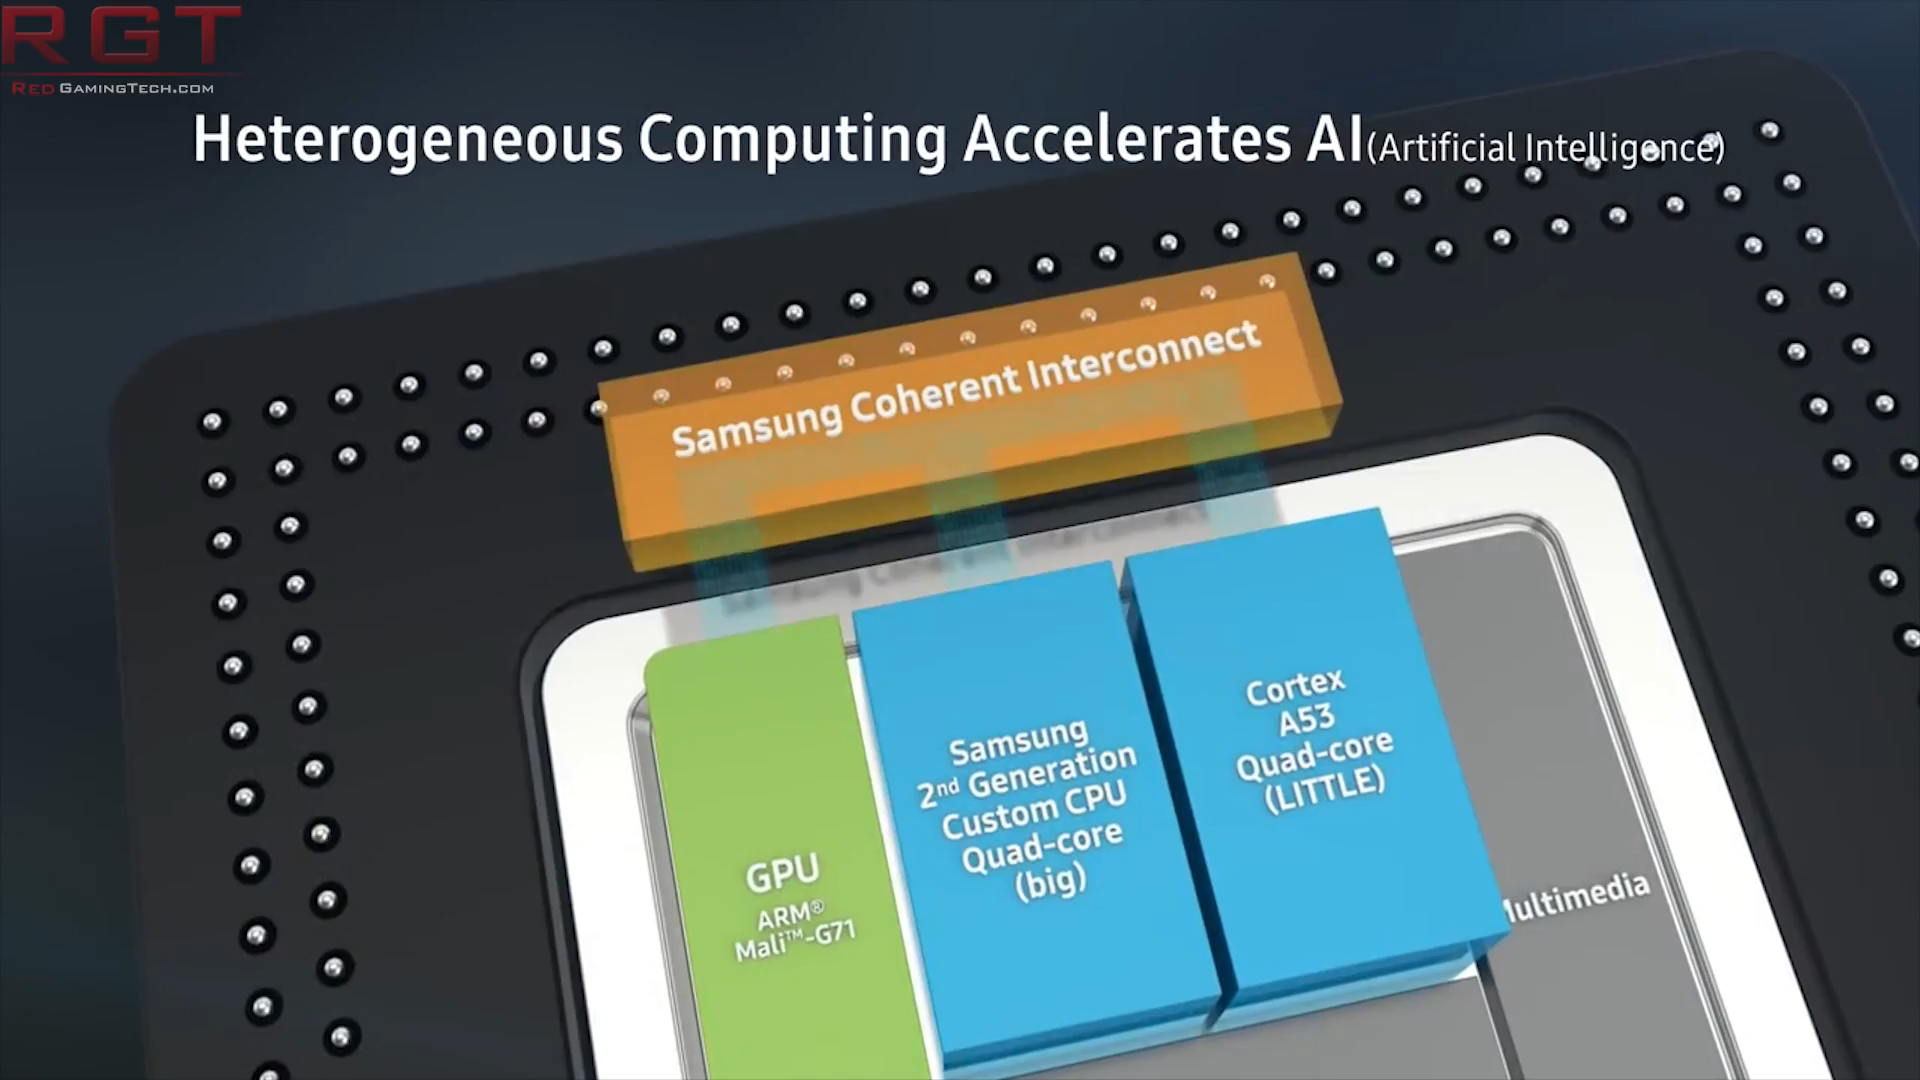 RGT
RED GAMINGTECH.COM
Heterogeneous Computing Accelerates AI(Artificial Intelligence)
Samsung Coherent Interconnect
GPU
ARM®
Mali™-G71
Samsung
2nd Generation
Custom CPU
Quad-core
(big)
Cortex
A53
Quad-core
(LITTLE)
Multimedia